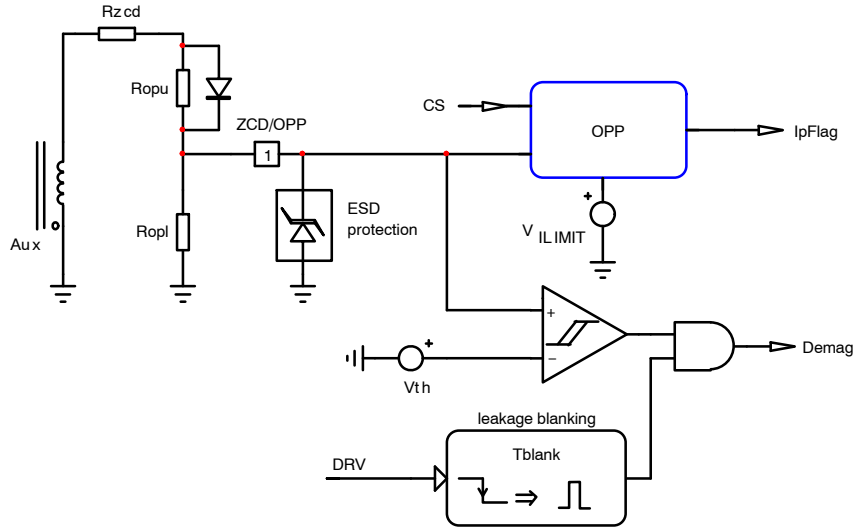 Rzcd
Ropu
ZCD/OPP
1
CS
OPP
IpFlag
ESD
protection
Ropl
Aux
+
V ILIMIT
+
−
+
Vth
Demag
leakage blanking
Tblank
DRV
⇒